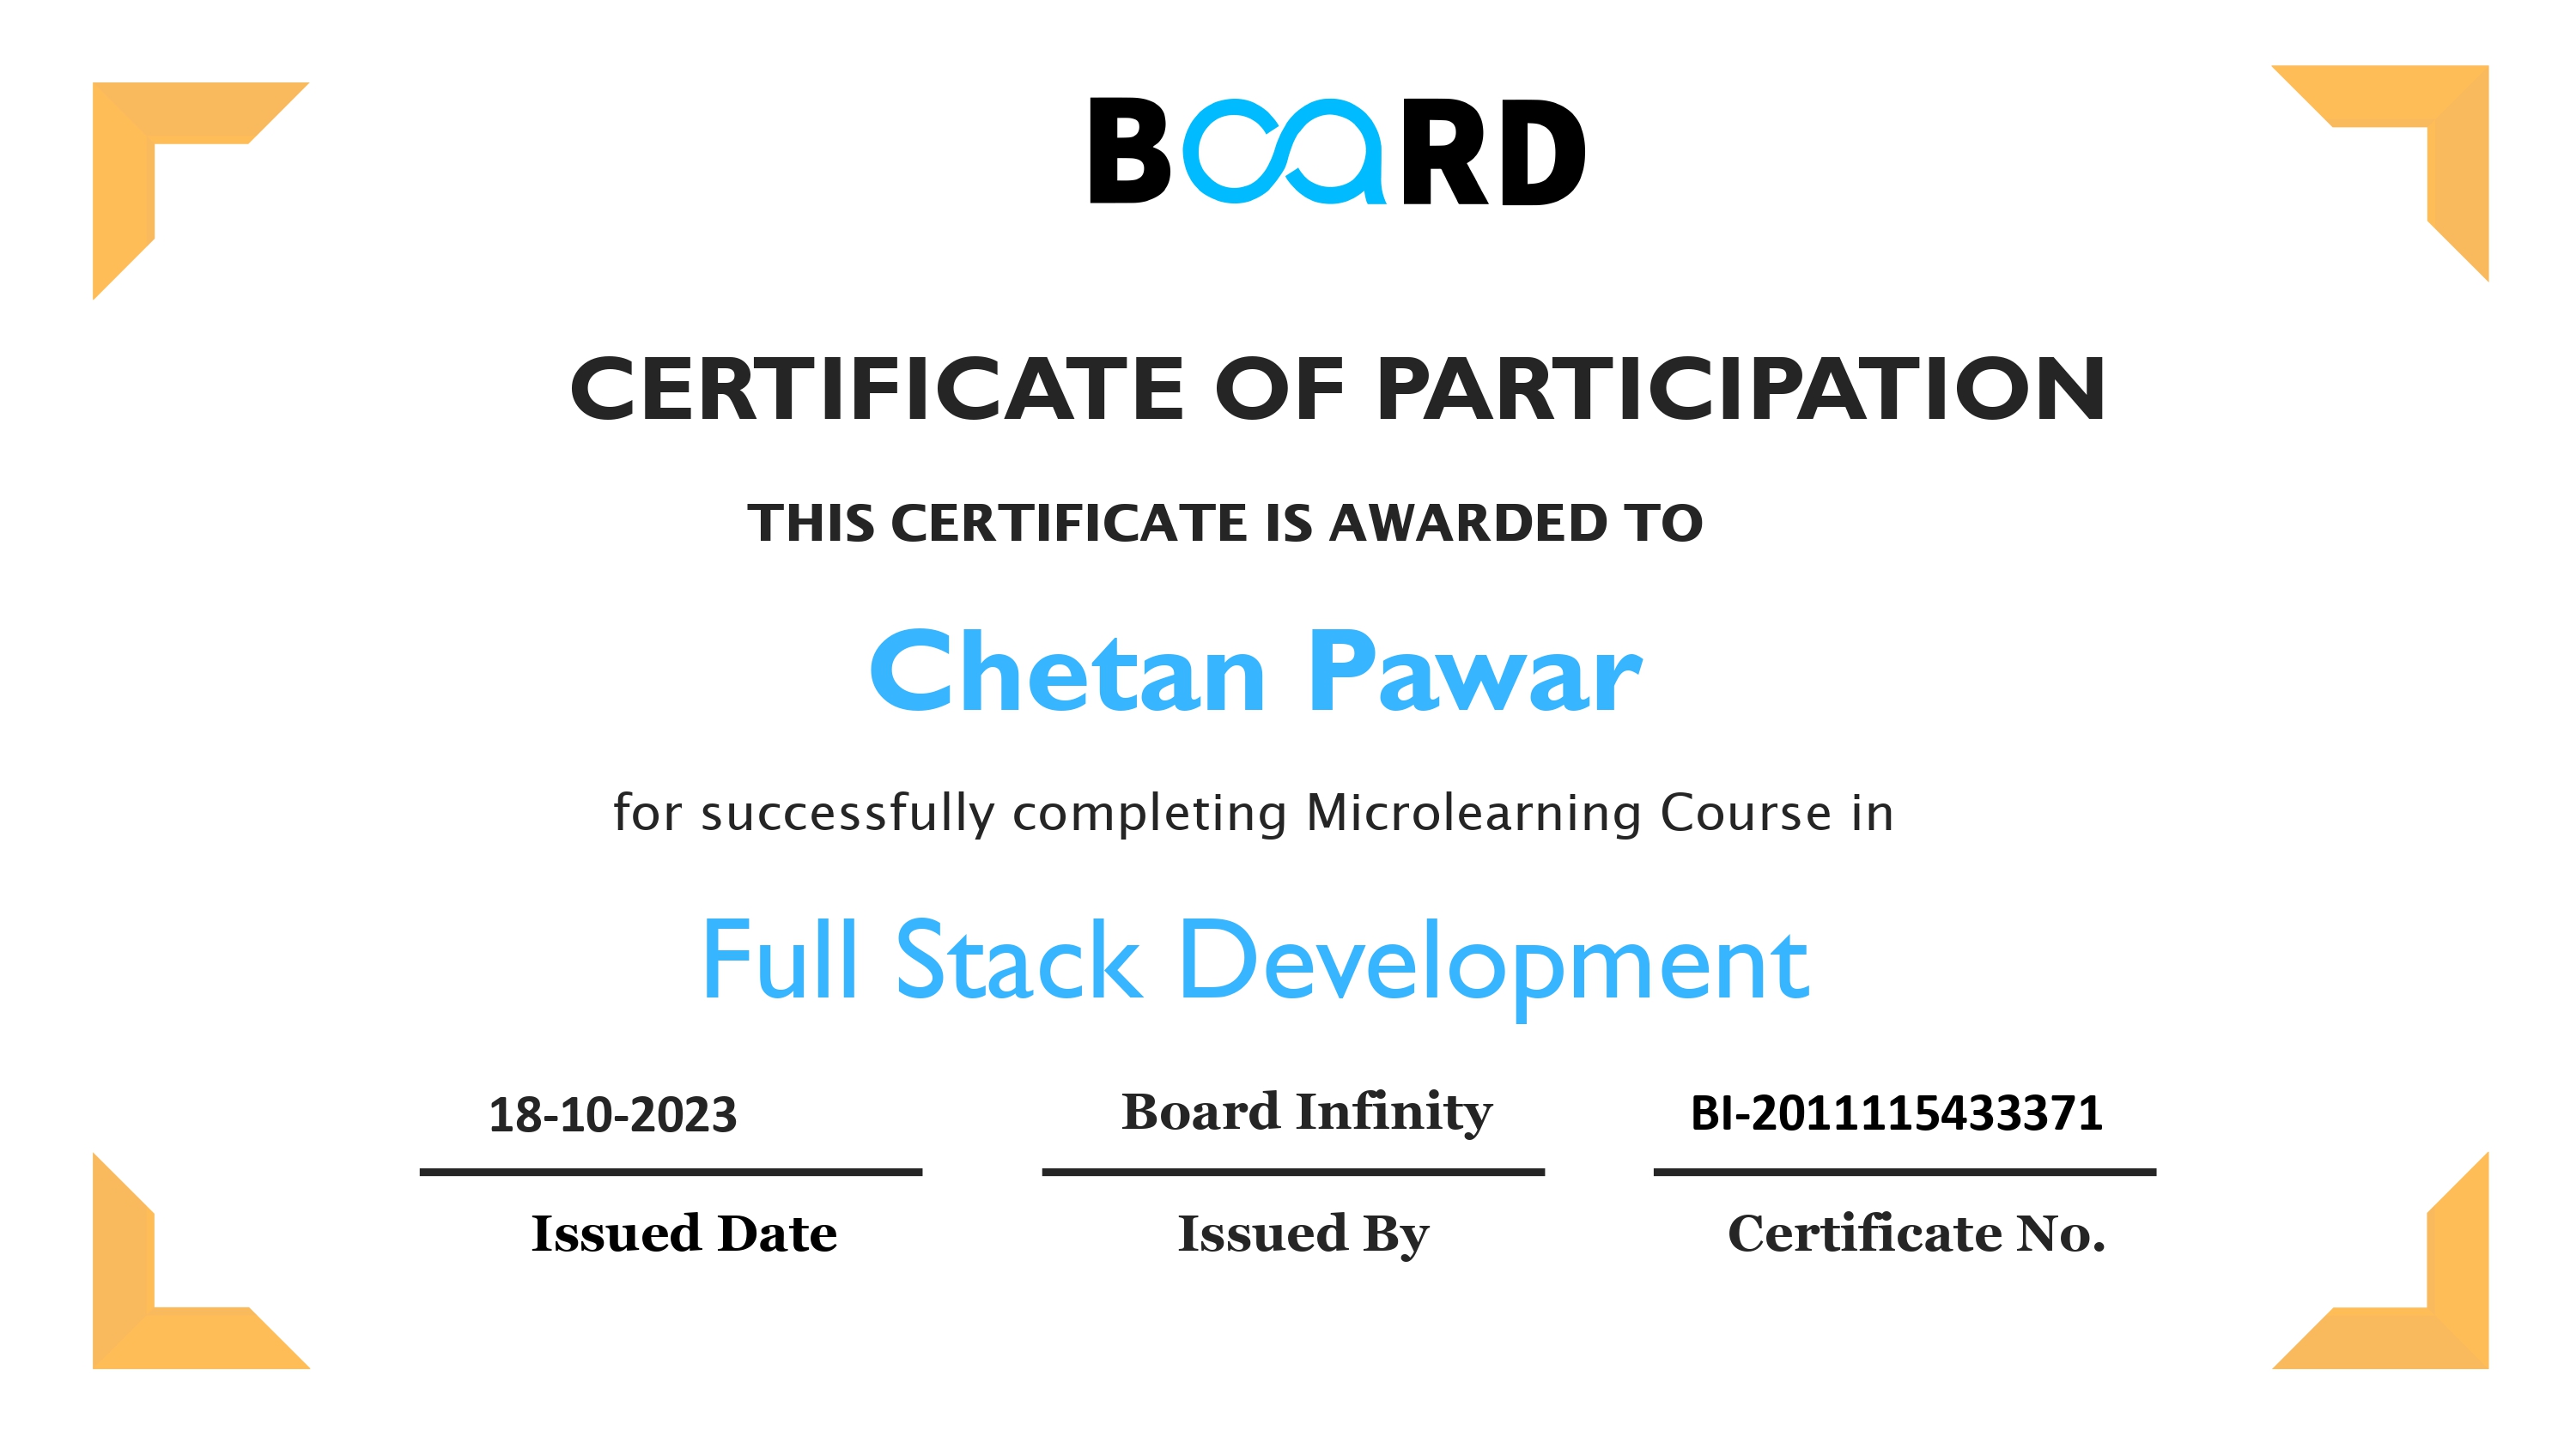 BOARD
CERTIFICATE OF PARTICIPATION
THIS CERTIFICATE IS AWARDED TO
Chetan Pawar
for successfully completing Microlearning Course in
Full Stack Development
18-10-2023
Board Infinity
BI-2011115433371
Issued Date
Issued By
Certificate No.